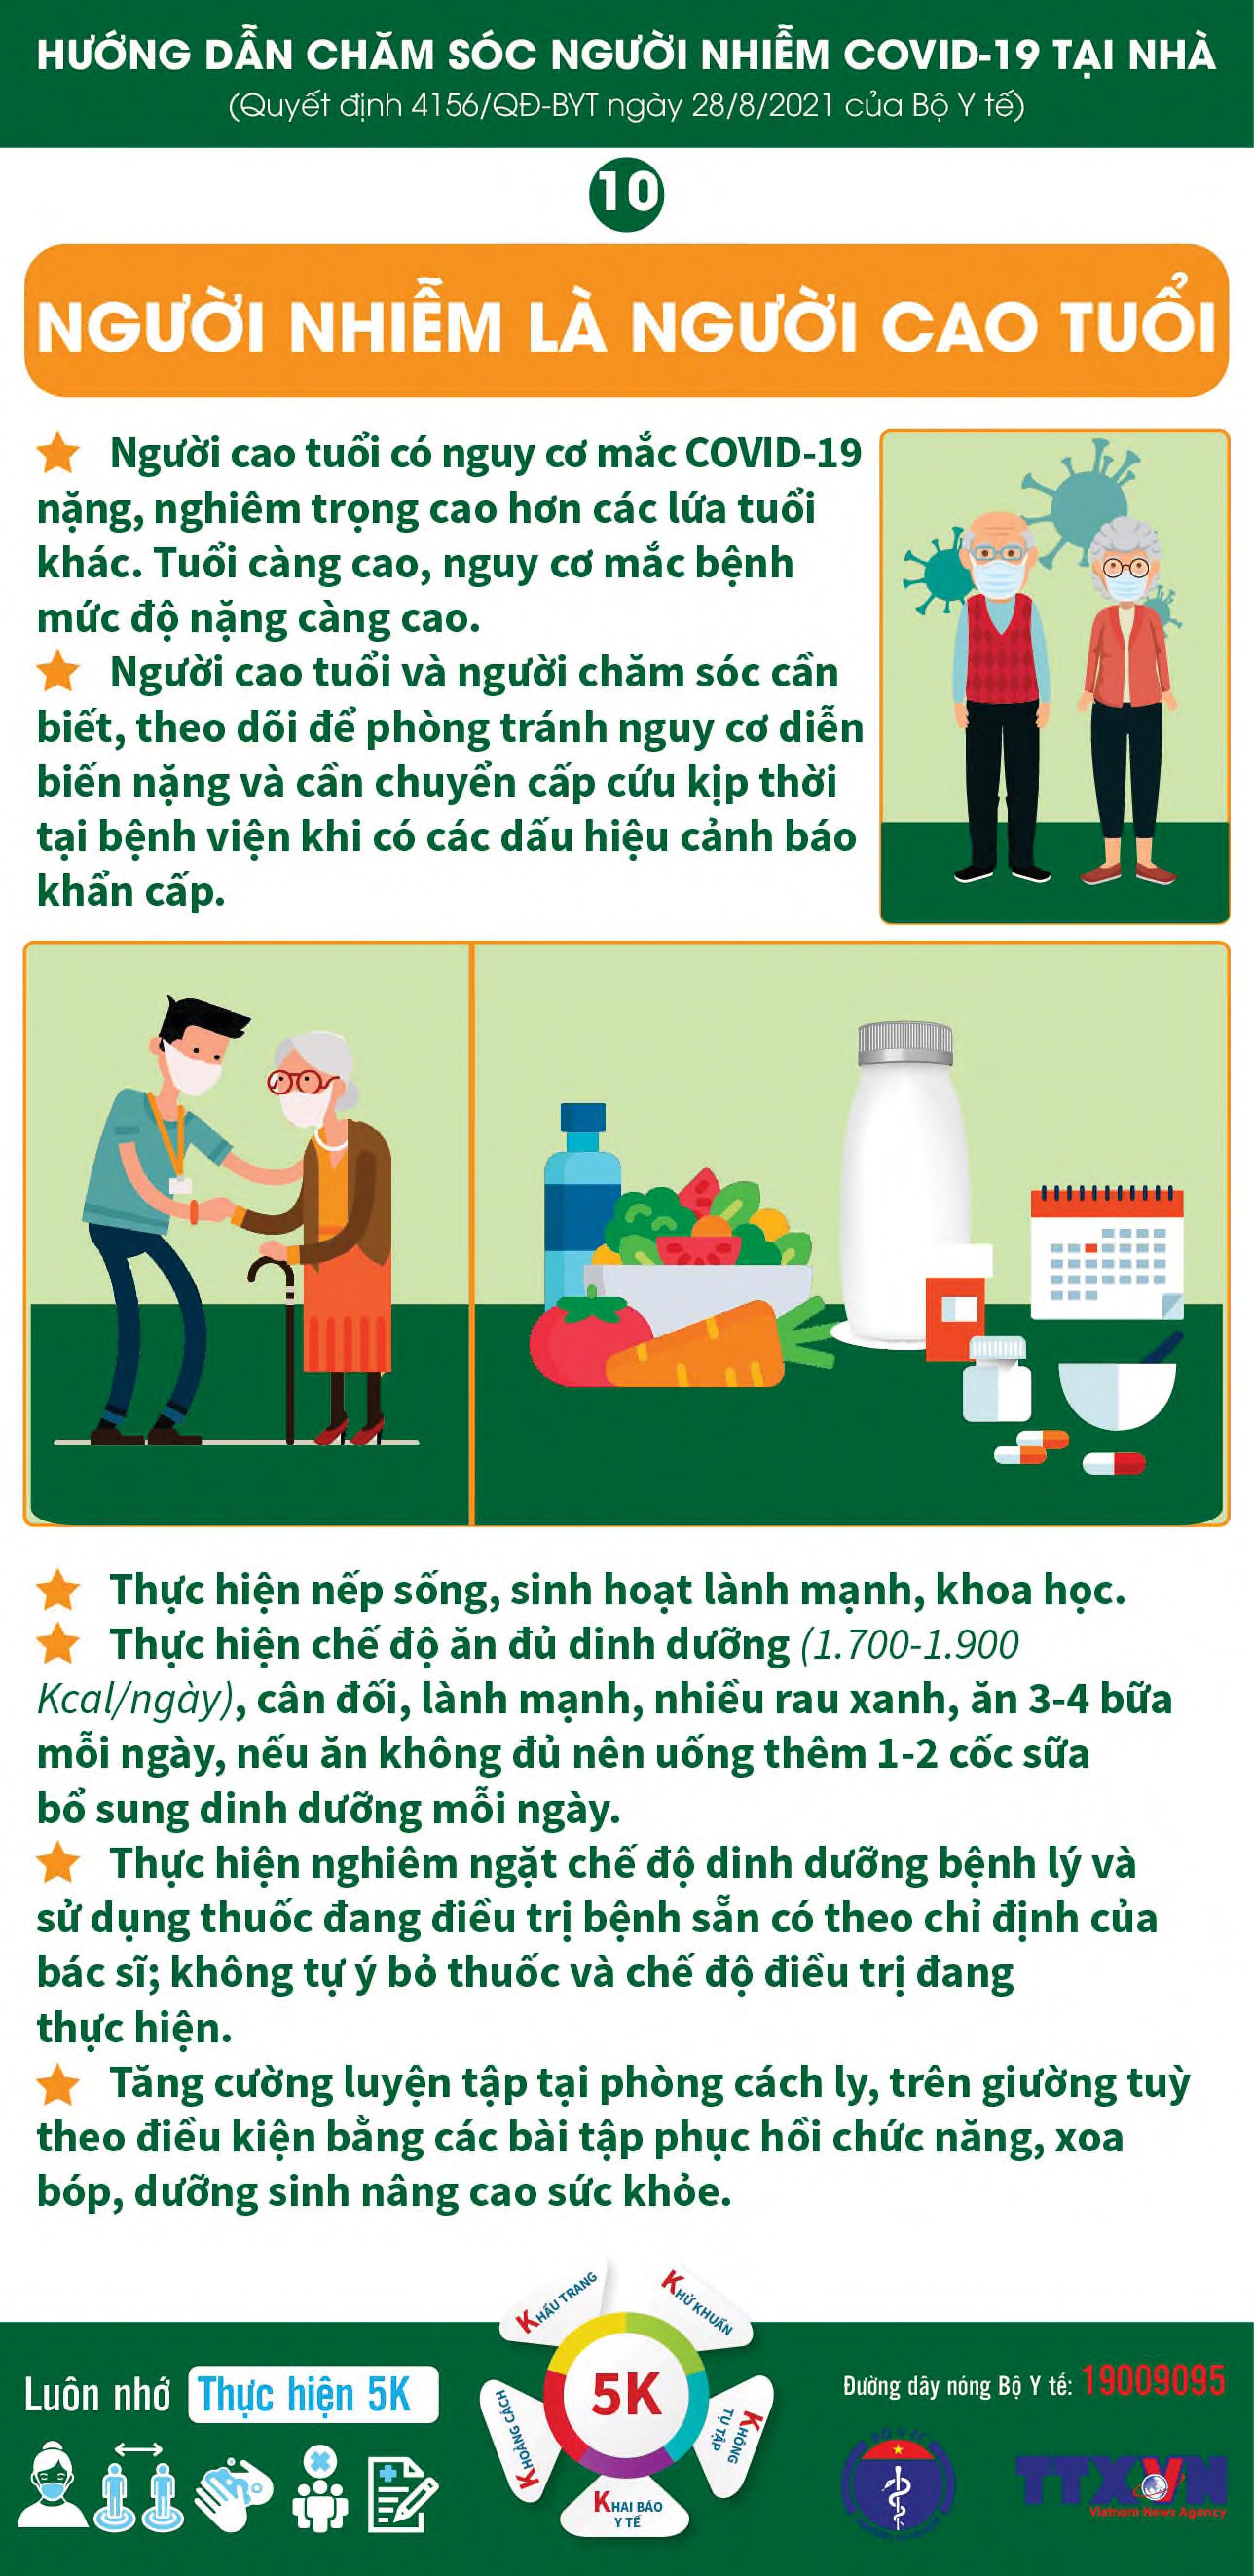 HƯỚNG DẪN CHĂM SÓC NGƯỜI NHIỄM COVID-19 TẠI NHÀ
(Quyết định 4156/QĐ-BYT ngày 28/8/2021 của Bộ Y tế)
10
NGƯỜI NHIỄM LÀ NGƯỜI CAO TUỔI
Người cao tuổi có nguy cơ mắc COVID-19
nặng, nghiêm trọng cao hơn các lứa tuổi
khác. Tuổi càng cao, nguy cơ mắc bệnh
mức độ nặng càng cao.
Người cao tuổi và người chăm sóc cần
biết, theo dõi để phòng tránh nguy cơ diễn
biến nặng và cần chuyển cấp cứu kịp thời
tại bệnh viện khi có các dấu hiệu cảnh báo
khẩn cấp.
Thực hiện nếp sống, sinh hoạt lành mạnh, khoa học.
Thực hiện chế độ ăn đủ dinh dưỡng (1.700-1.900
Kcal/ngày), cân đối, lành mạnh, nhiều rau xanh, ăn 3-4 bữa
mỗi ngày, nếu ăn không đủ nên uống thêm 1-2 cốc sữa
bổ sung dinh dưỡng mỗi ngày.
Thực hiện nghiêm ngặt chế độ dinh dưỡng bệnh lý và
sử dụng thuốc đang điều trị bệnh sẵn có theo chỉ định của
bác sĩ; không tự ý bỏ thuốc và chế độ điều trị đang
thực hiện.
Tăng cường luyện tập tại phòng cách ly, trên giường tuỳ
theo điều kiện bằng các bài tập phục hồi chức năng, xoa
bóp, dưỡng sinh nâng cao sức khỏe.
Luôn nhớ Thực hiện 5K
KHẨU TRANG
KHỬ KHUẨN
KHOẢNG CÁCH
5K
KHÔNG
TỤ TẬP
KHAI BÁO
Y TẾ
Đường dây nóng Bộ Y tế: 19009095
TTXVN
Vietnam News Agency